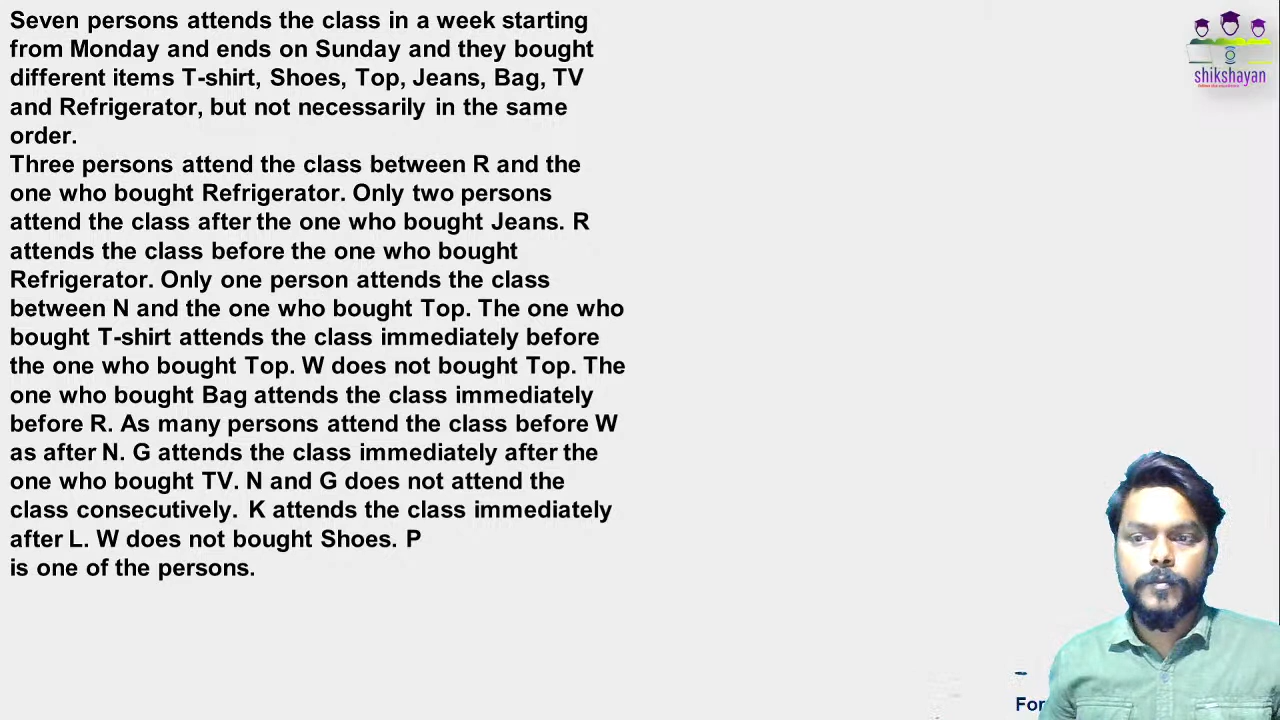 Seven persons attends the class in a week starting
from Monday and ends on Sunday and they bought
different items T-shirt, Shoes, Top, Jeans, Bag, TV
and Refrigerator, but not necessarily in the same
order.
Three persons attend the class between R and the
one who bought Refrigerator. Only two persons
attend the class after the one who bought Jeans. R
attends the class before the one who bought
Refrigerator. Only one person attends the class
between N and the one who bought Top. The one who
bought T-shirt attends the class immediately before
the one who bought Top. W does not bought Top. The
one who bought Bag attends the class immediately
before R. As many persons attend the class before W
as after N. G attends the class immediately after the
one who bought TV. N and G does not attend the
class consecutively. K attends the class immediately
after L. W does not bought Shoes. P
is one of the persons.
shikshayan
For